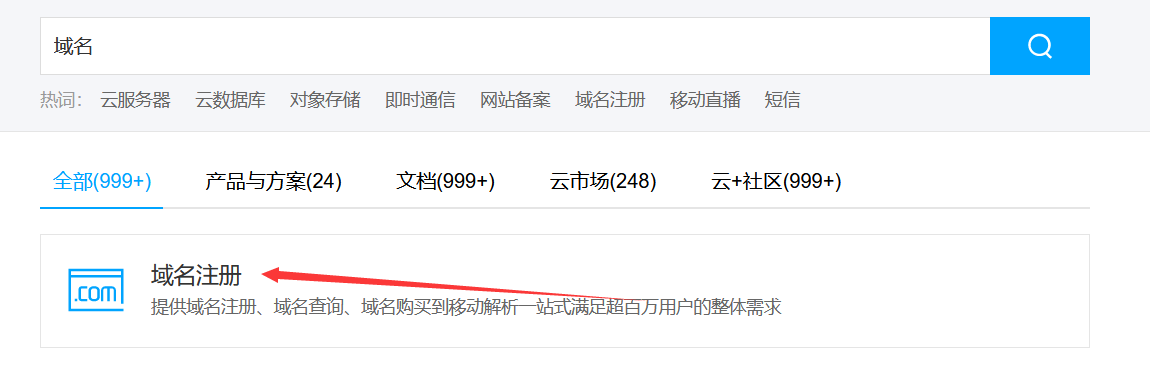 域名
热词： 云服务器 云数据库 对象存储 即时通信 网站备案 域名注册 移动直播 短信
全部(999+) 产品与方案(24) 文档(999+) 云市场(248) 云+社区(999+)
域名注册
.com
提供域名注册、域名查询、域名购买到移动解析一站式满足超百万用户的整体需求